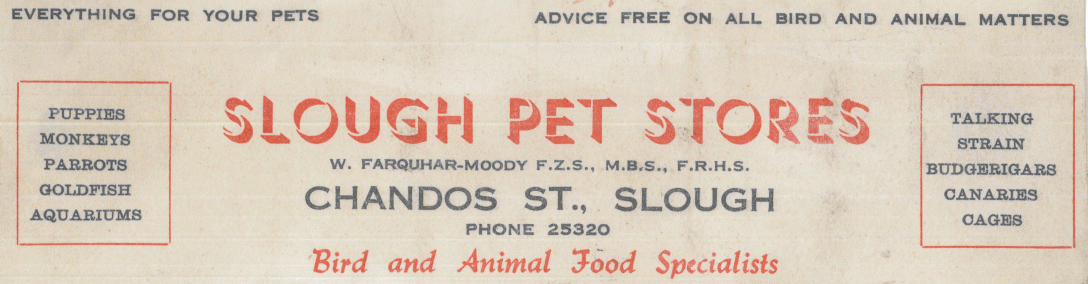 EVERYTHING FOR YOUR PETS
ADVICE FREE ON ALL BIRD AND ANIMAL MATTERS
PUPPIES
MONKEYS
PARROTS
GOLDFISH
AQUARIUMS
SLOUGH PET STORES
W. FARQUHAR-MOODY F.Z.S., M.B.S., F.R.H.S.
CHANDOS ST., SLOUGH
PHONE 25320
Bird and Animal Food Specialists
TALKING
STRAIN
BUDGERIGARS
CANARIES
CAGES